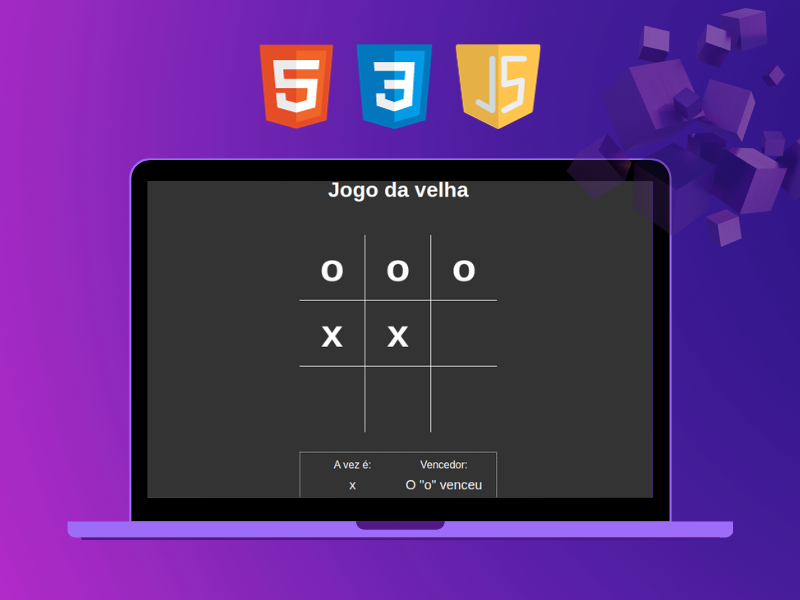 5 3 JS
Jogo da velha
o o o
x x
A vez é: Vencedor:
x O "o" venceu